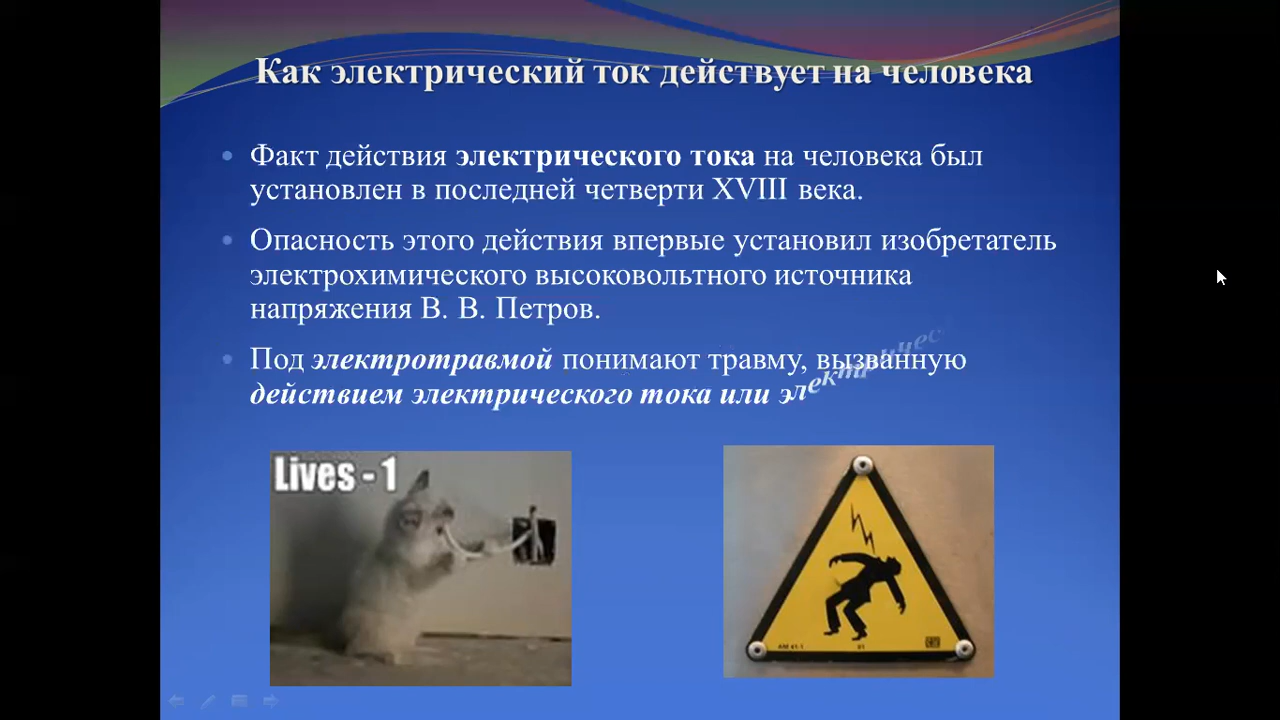 Как электрический ток действует на человека
Факт действия электрического тока на человека был
установлен в последней четверти XVIII века.
Опасность этого действия впервые установил изобретатель
электрохимического высоковольтного источника
напряжения В. В. Петров.
Под электротравмой понимают травму, вызванную
действием электрического тока или электричес
Lives - 1